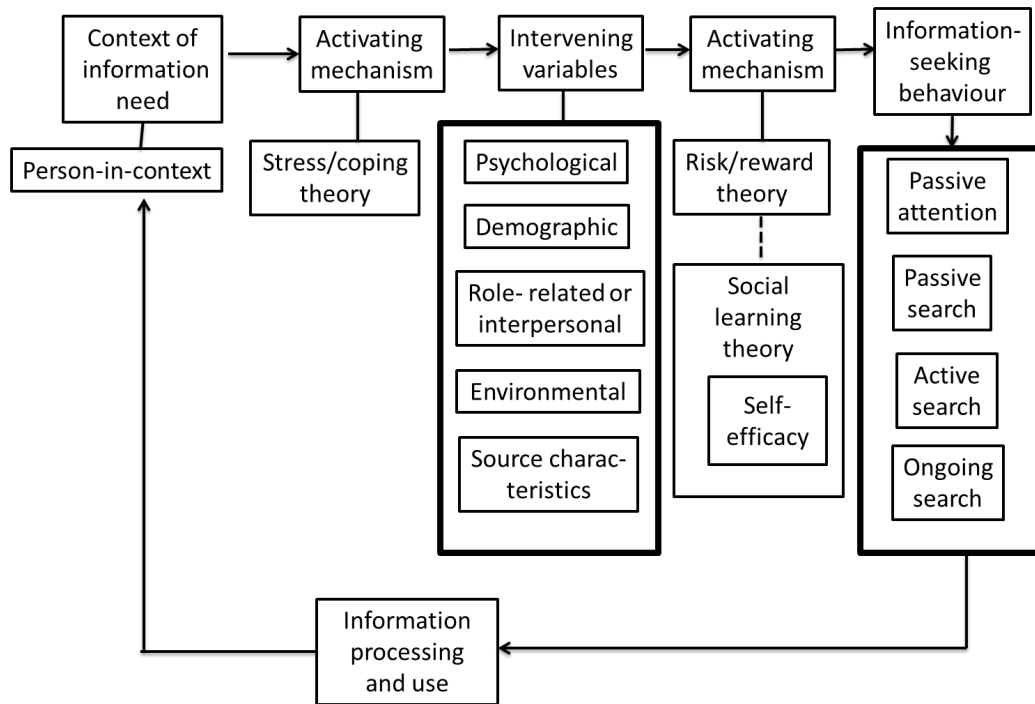 Context of
information
need
Activating
mechanism
Intervening
variables
Activating
mechanism
Information-
seeking
behaviour
Person-in-context
Stress/coping
theory
Psychological
Demographic
Role- related or
interpersonal
Environmental
Source charac-
teristics
Risk/reward
theory
Social
learning
theory
Self-
efficacy
Passive
attention
Passive
search
Active
search
Ongoing
search
Information
processing
and use